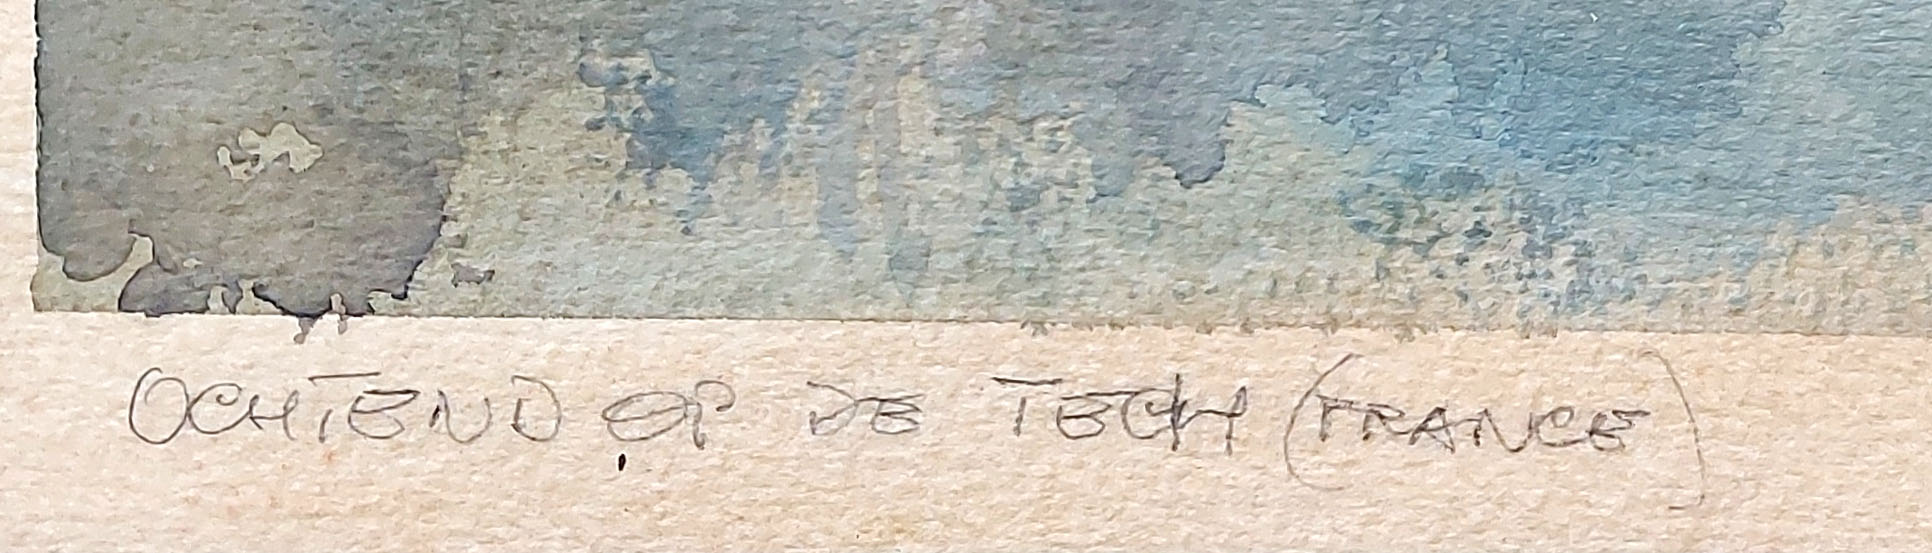 OCHTEND OP DE TECH (FRANCE)